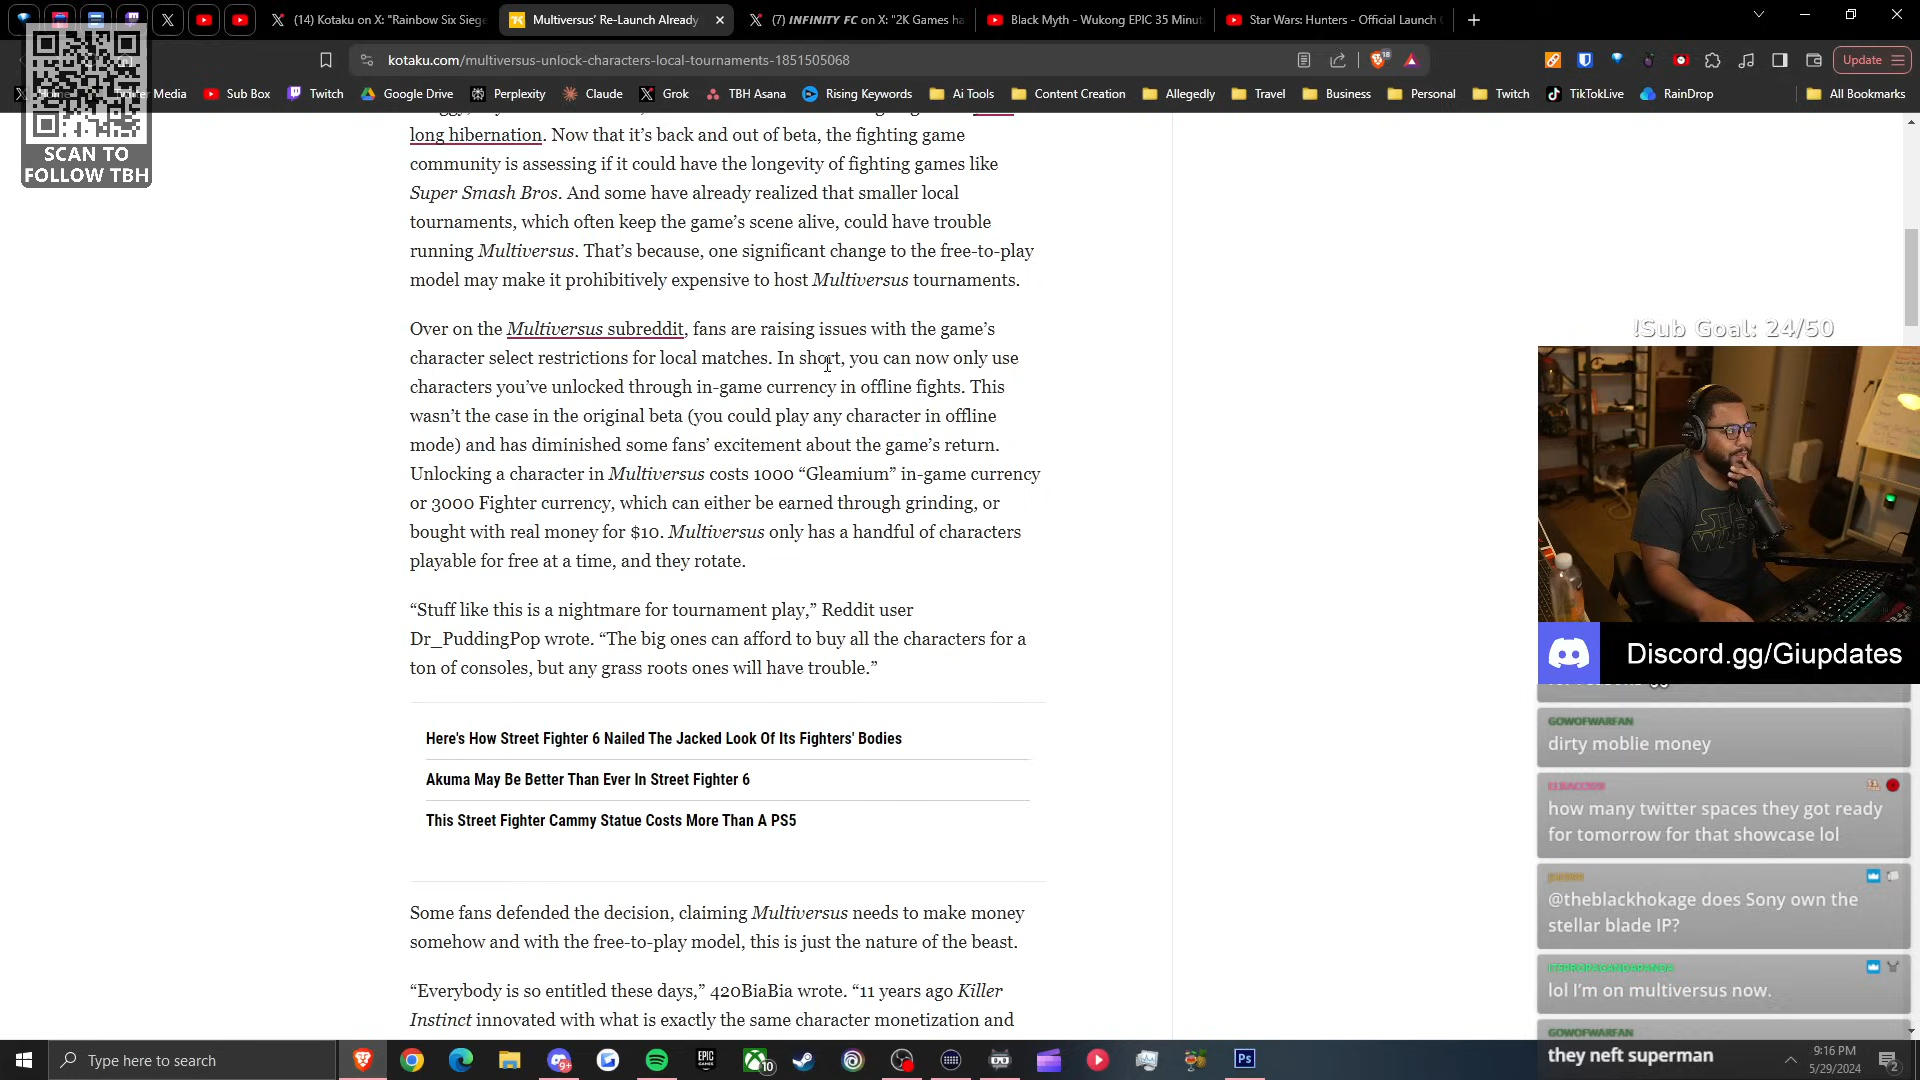 (14) Kotaku on X: "Rainbow Six Siege
Multiversus' Re-Launch Already
(7) INFINITY FC on X: "2K Games ha
Black Myth - Wukong EPIC 35 Minut
Star Wars: Hunters - Official Launch
kotaku.com/multiversus-unlock-characters-local-tournaments-1851505068
18
Update
Media
Sub Box
Twitch
Google Drive
Perplexity
Claude
Grok
TBH Asana
Rising Keywords
Ai Tools
Content Creation
Allegedly
Travel
Business
Personal
Twitch
TikTokLive
RainDrop
All Bookmarks
SCAN TO
FOLLOW TBH
long hibernation. Now that it's back and out of beta, the fighting game
community is assessing if it could have the longevity of fighting games like
Super Smash Bros. And some have already realized that smaller local
tournaments, which often keep the game's scene alive, could have trouble
running Multiversus. That's because, one significant change to the free-to-play
model may make it prohibitively expensive to host Multiversus tournaments.
Over on the Multiversus subreddit, fans are raising issues with the game's
character select restrictions for local matches. In short, you can now only use
characters you've unlocked through in-game currency in offline fights. This
wasn't the case in the original beta (you could play any character in offline
mode) and has diminished some fans' excitement about the game's return.
Unlocking a character in Multiversus costs 1000 “Gleamium” in-game currency
or 3000 Fighter currency, which can either be earned through grinding, or
bought with real money for $10. Multiversus only has a handful of characters
playable for free at a time, and they rotate.
“Stuff like this is a nightmare for tournament play,” Reddit user
Dr_PuddingPop wrote. “The big ones can afford to buy all the characters for a
ton of consoles, but any grass roots ones will have trouble.”
Here's How Street Fighter 6 Nailed The Jacked Look Of Its Fighters' Bodies
Akuma May Be Better Than Ever In Street Fighter 6
This Street Fighter Cammy Statue Costs More Than A PS5
Some fans defended the decision, claiming Multiversus needs to make money
somehow and with the free-to-play model, this is just the nature of the beast.
“Everybody is so entitled these days,” 420BiaBia wrote. “11 years ago Killer
Instinct innovated with what is exactly the same character monetization and
!Sub Goal: 24/50
STAR
WARS
Discord.gg/Giupdates
GOWOFWARFAN
dirty moblie money
how many twitter spaces they got ready
for tomorrow for that showcase lol
@theblackhokage does Sony own the
stellar blade IP?
ITSPROPAGANDAPANDA
lol I'm on multiversus now.
GOWOFWARFAN
they neft superman
Type here to search
9+
EPIC
GAMES
10
Ps
9:16 PM
5/29/2024
2